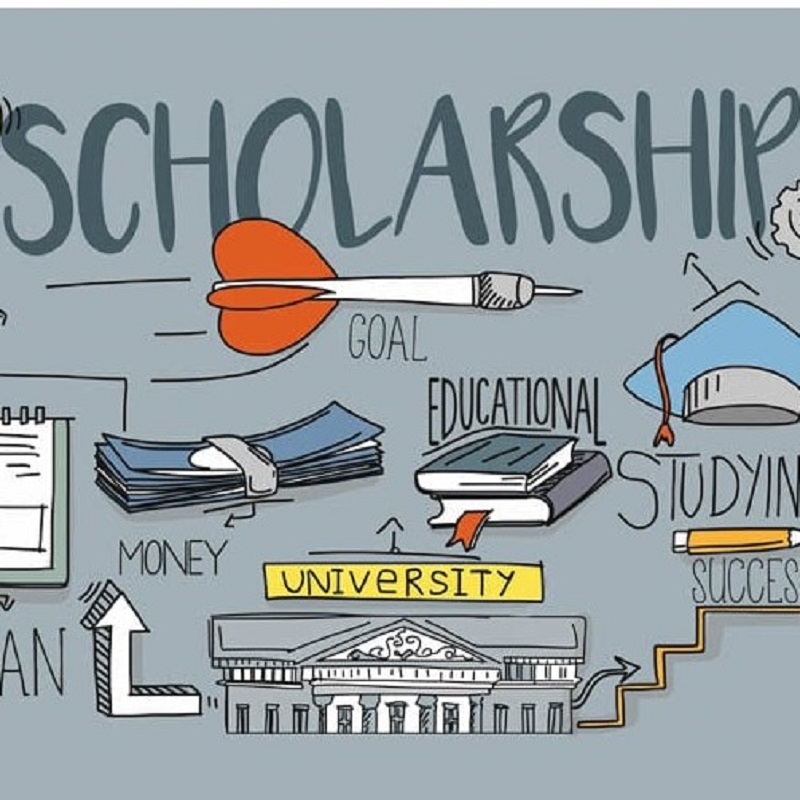 SCHOLARSHIP
GOAL
EDUCATIONAL
STUDYIN
MONEY
UNIVERSITY
SUCCES
AN